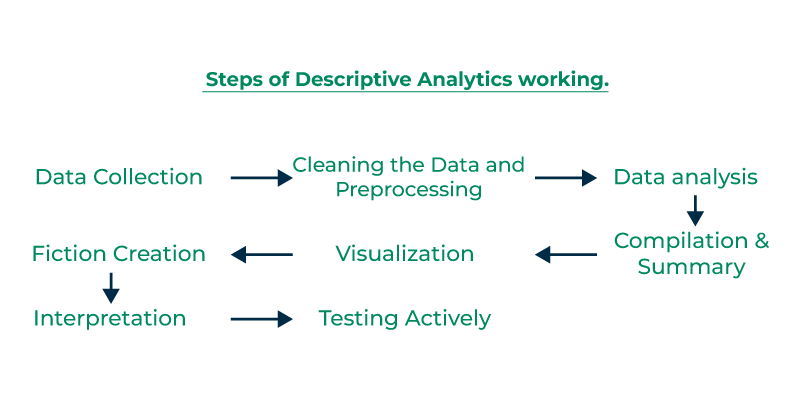 Steps of Descriptive Analytics working.
Data Collection
Cleaning the Data and
Preprocessing
Data analysis
Compilation &
Summary
Visualization
Fiction Creation
Interpretation
Testing Actively